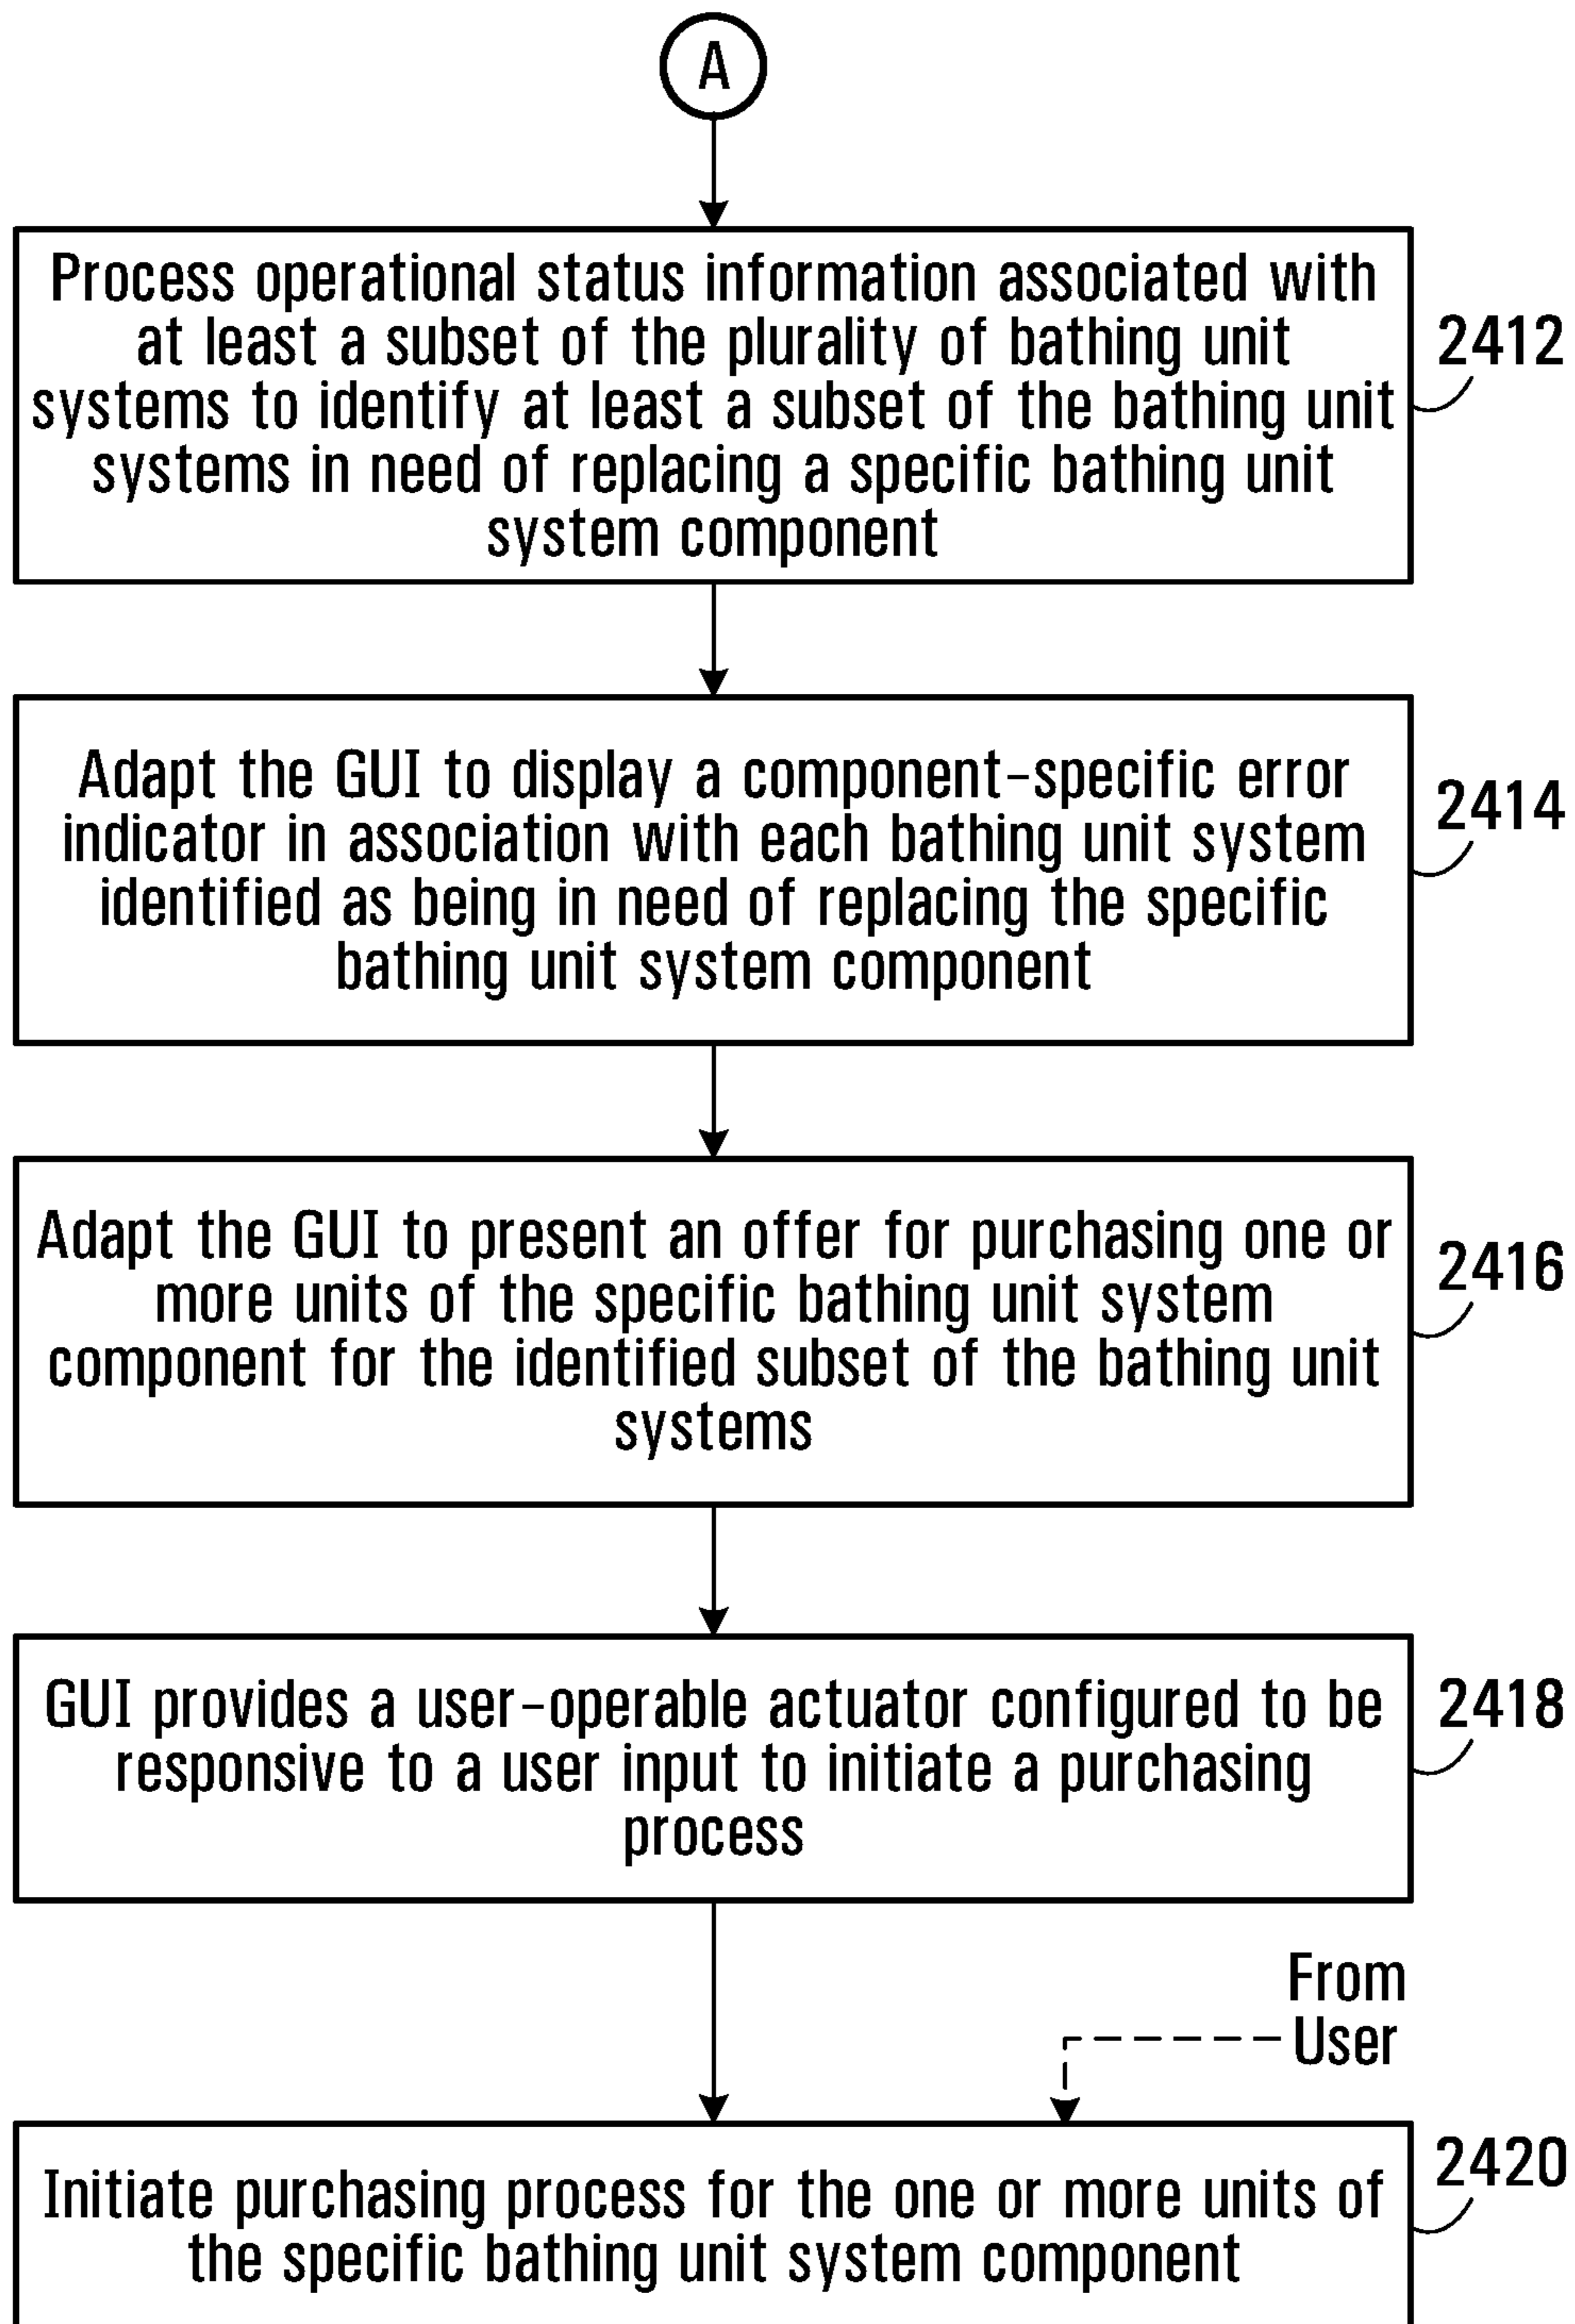 A
Process operational status information associated with
at least a subset of the plurality of bathing unit
systems to identify at least a subset of the bathing unit
systems in need of replacing a specific bathing unit
system component
2412
Adapt the GUI to display a component-specific error
indicator in association with each bathing unit system
identified as being in need of replacing the specific
bathing unit system component
2414
Adapt the GUI to present an offer for purchasing one or
more units of the specific bathing unit system
component for the identified subset of the bathing unit
systems
2416
GUI provides a user-operable actuator configured to be
responsive to a user input to initiate a purchasing
process
2418
From
User
Initiate purchasing process for the one or more units of
the specific bathing unit system component
2420